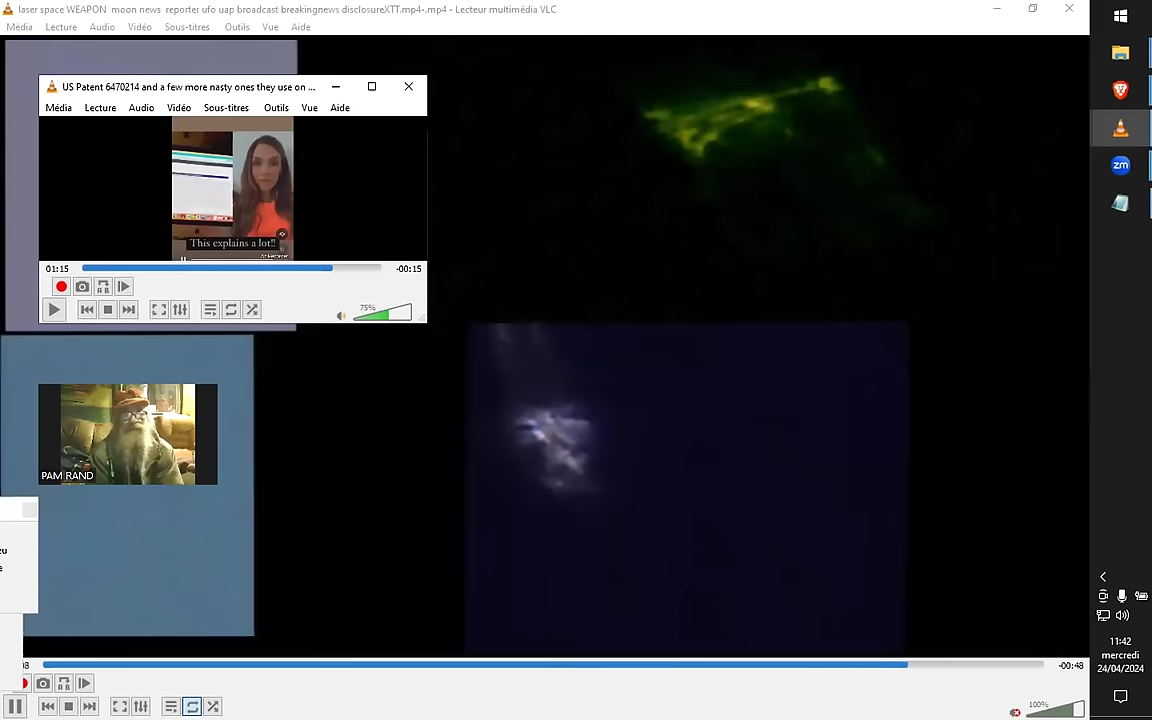 laser space WEAPON  moon news  reporter ufo uap broadcast breakingnews disclosureXTT.mp4-.mp4 - Lecteur multimédia VLC
Média Lecture Audio Vidéo Sous-titres Outils Vue Aide
US Patent 6470214 and a few more nasty ones they use on ...
Média Lecture Audio Vidéo Sous-titres Outils Vue Aide
This explains a lot!!
01:15 -00:15
75%
PAM RAND
zm
-00:48
100%
11:42
mercredi
24/04/2024